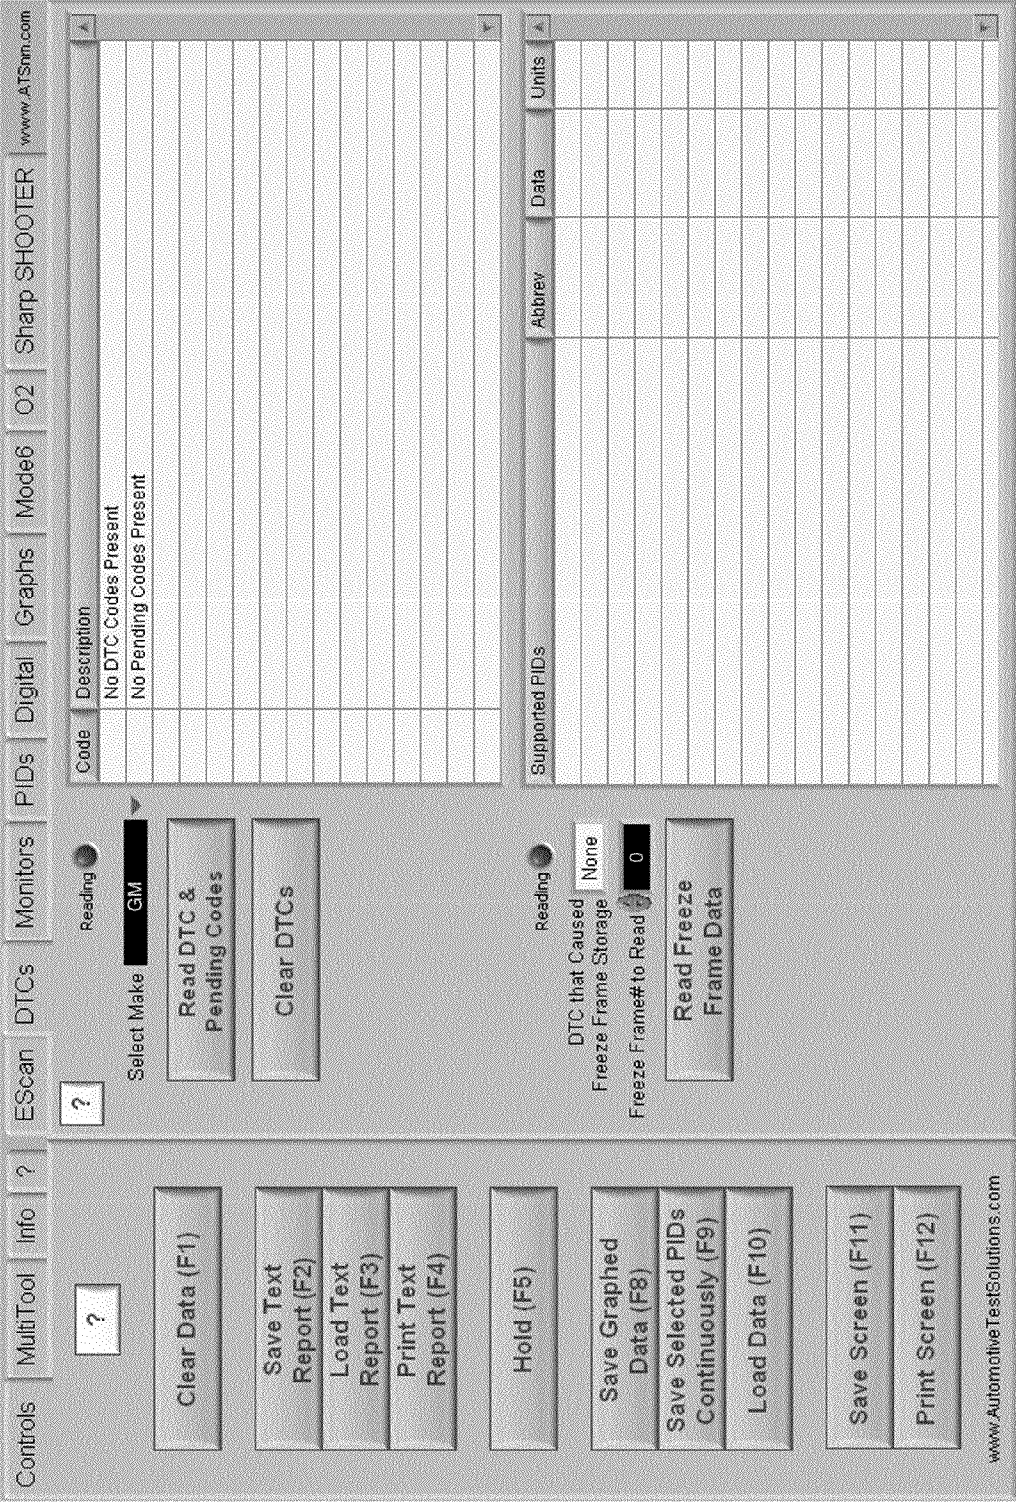 Controls MultiTool Info ? EScan DTCs Monitors PIDs Digital Graphs Mode6 O2 Sharp SHOOTER www.ATSnm.com
?
Clear Data (F1)
Save Text
Report (F2)
Load Text
Report (F3)
Print Text
Report (F4)
Hold (F5)
Save Graphed
Data (F8)
Save Selected PIDs
Continuously (F9)
Load Data (F10)
Save Screen (F11)
Print Screen (F12)
www.AutomotiveTestSolutions.com
?
Reading
Select Make GM
Read DTC &
Pending Codes
Clear DTCs
Code Description
No DTC Codes Present
No Pending Codes Present
Reading
DTC that Caused
Freeze Frame Storage None
Freeze Frame# to Read 0
Read Freeze
Frame Data
Supported PIDs Abbrev Data Units